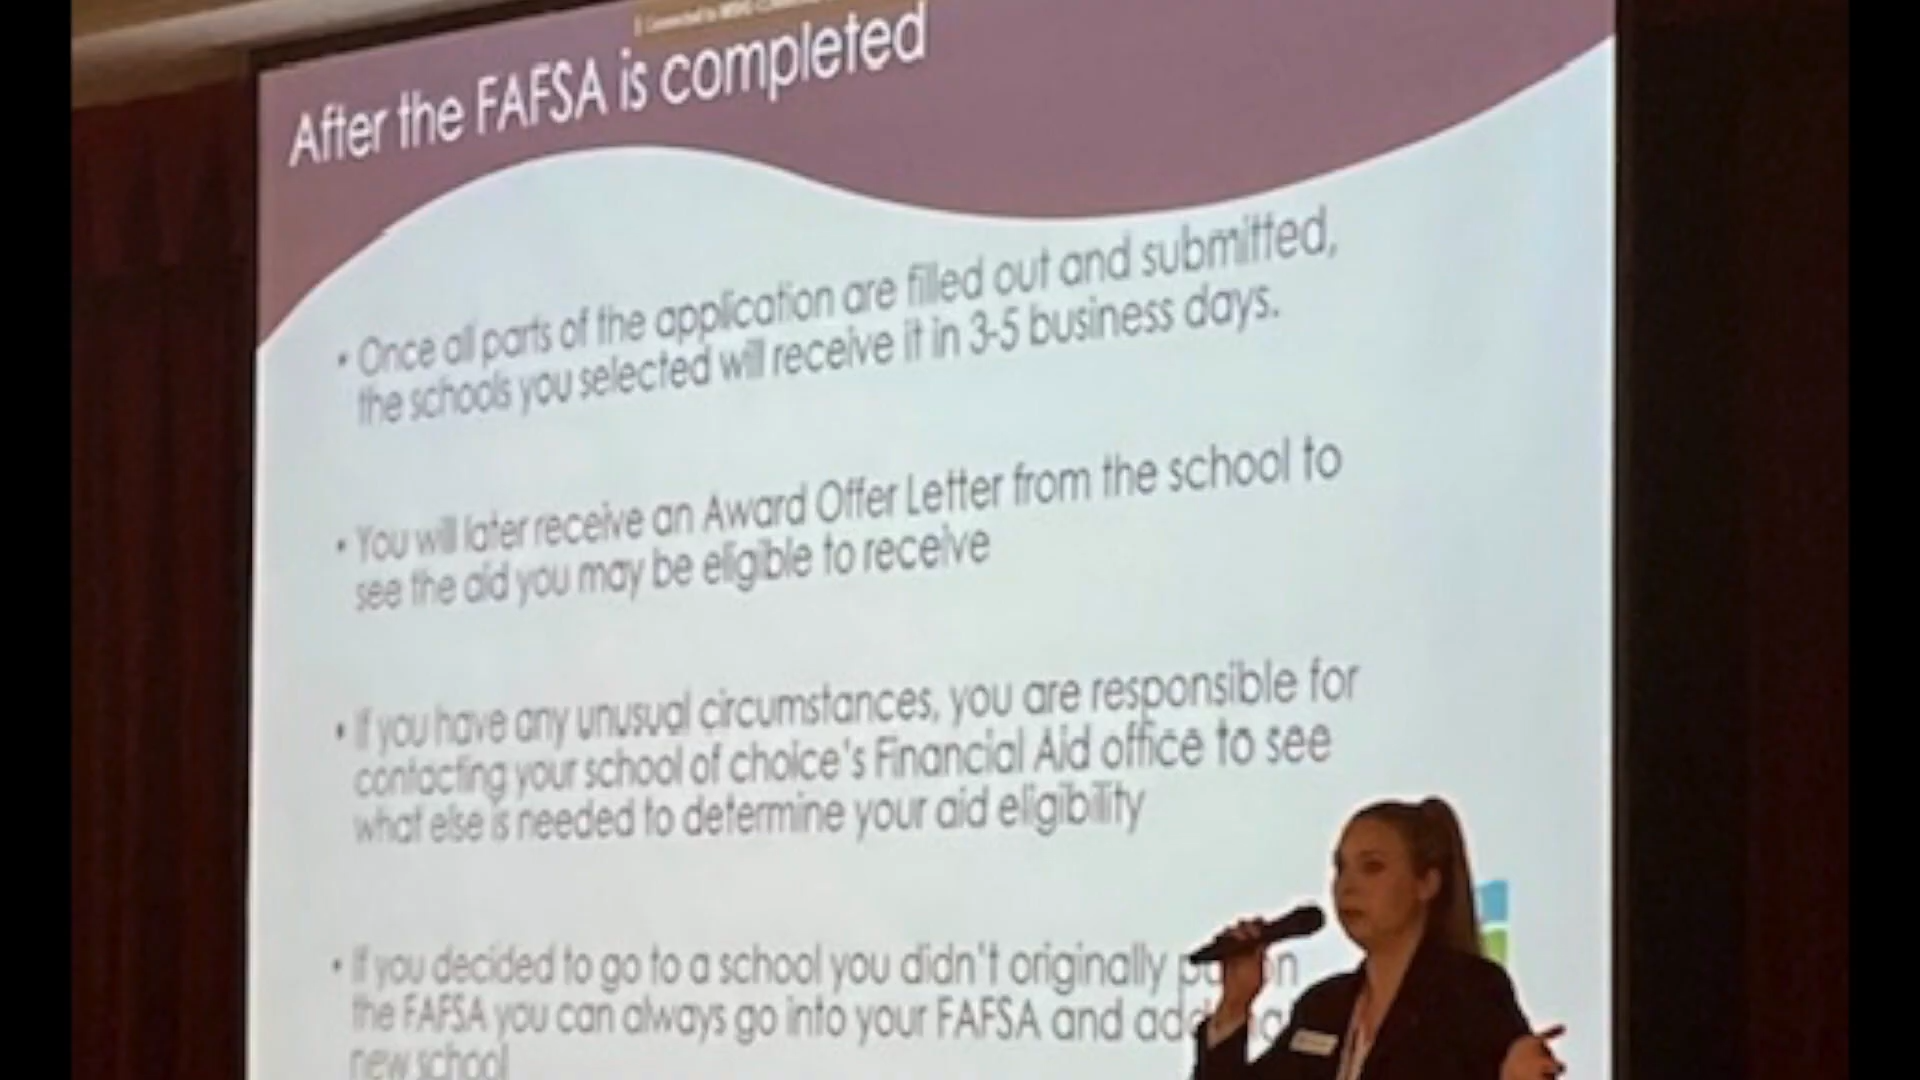 Connected to
After the FAFSA is completed
• Once all parts of the application are filled out and submitted,
the schools you selected will receive it in 3-5 business days.
• You will later receive an Award Offer Letter from the school to
see the aid you may be eligible to receive
• If you have any unusual circumstances, you are responsible for
contacting your school of choice's Financial Aid office to see
what else is needed to determine your aid eligibility
• If you decided to go to a school you didn't originally
the FAFSA you can always go into your FAFSA and
new school